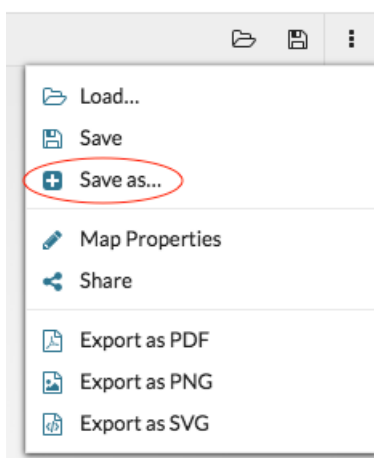 Load...
Save
Save as...
Map Properties
Share
Export as PDF
Export as PNG
Export as SVG